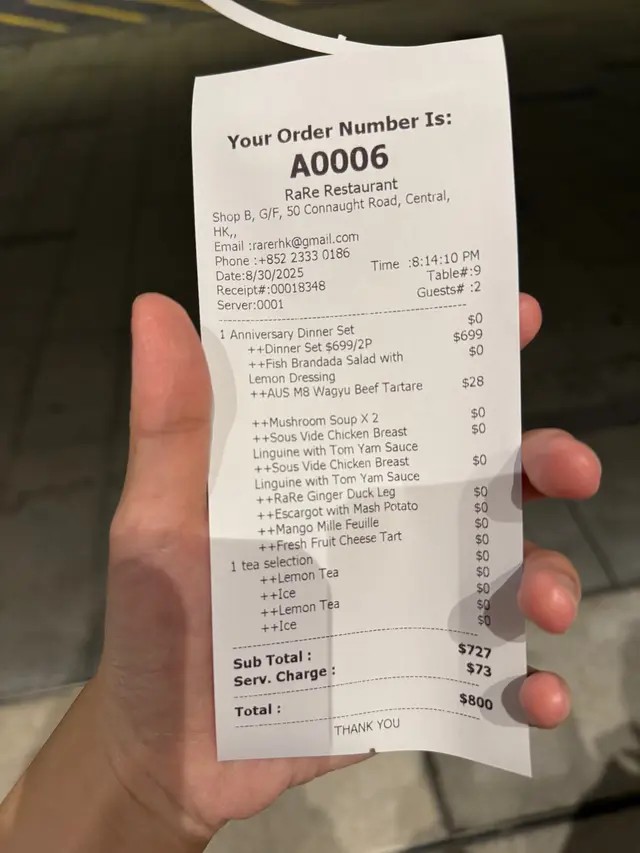 Your Order Number Is:
A0006
RaRe Restaurant
Shop B, G/F, 50 Connaught Road, Central,
HK,,
Email :rarerhk@gmail.com
Phone :+852 2333 0186
Date:8/30/2025 Time :8:14:10 PM
Receipt#:00018348 Table#:9
Server:0001 Guests# :2
1 Anniversary Dinner Set $0
++Dinner Set $699/2P $699
++Fish Brandada Salad with $0
Lemon Dressing
++AUS M8 Wagyu Beef Tartare $28
++Mushroom Soup X 2 $0
++Sous Vide Chicken Breast $0
Linguine with Tom Yam Sauce
++Sous Vide Chicken Breast $0
Linguine with Tom Yam Sauce
++RaRe Ginger Duck Leg $0
++Escargot with Mash Potato $0
++Mango Mille Feuille $0
++Fresh Fruit Cheese Tart $0
1 tea selection $0
++Lemon Tea $0
++Ice $0
++Lemon Tea $0
++Ice $0
Sub Total : $727
Serv. Charge : $73
Total : $800
THANK YOU